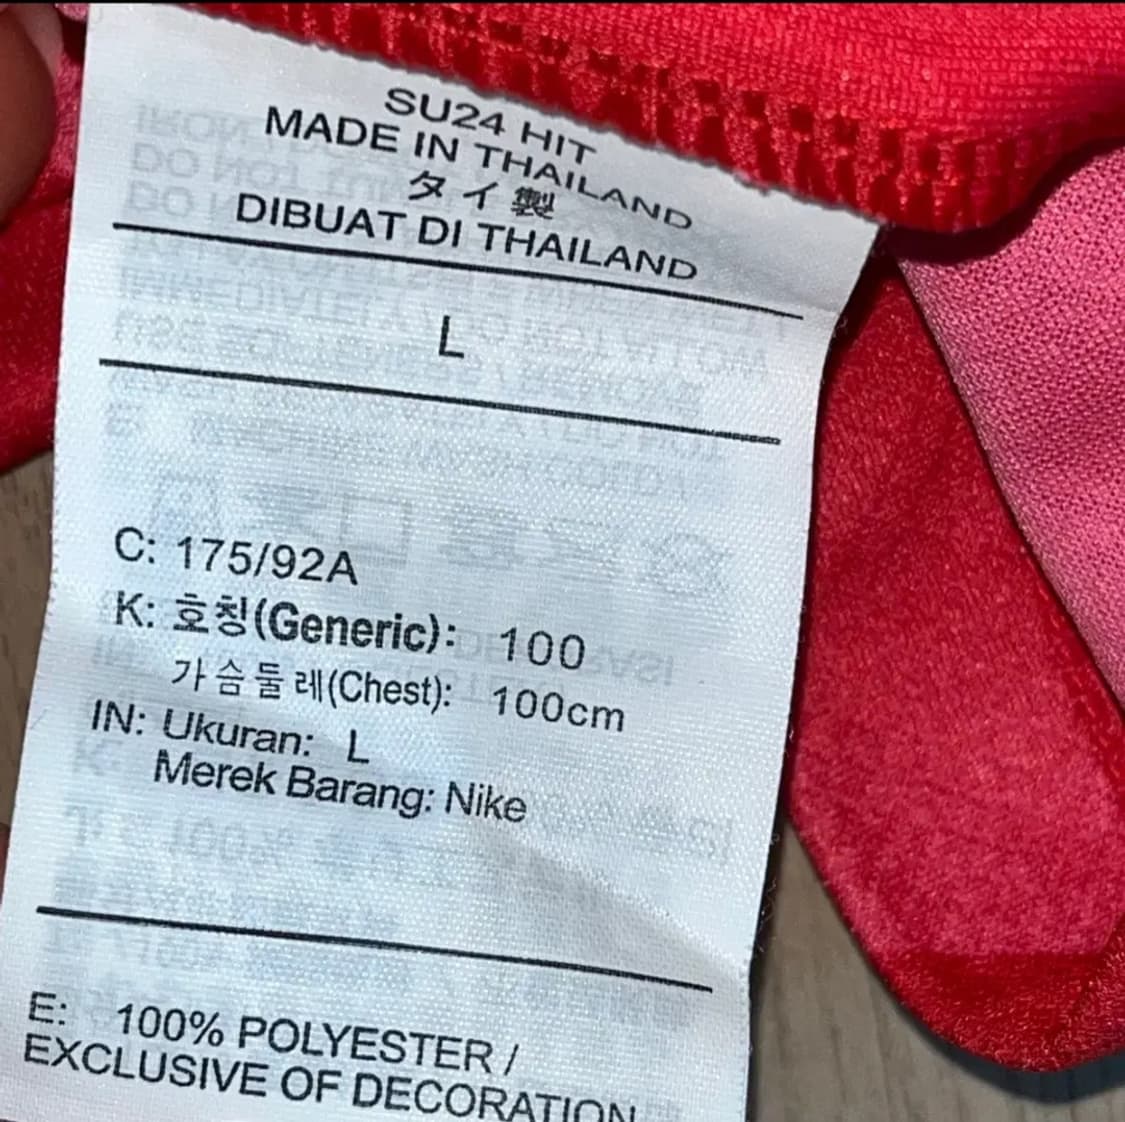 SU24 HIT
MADE IN THAILAND
タイ製
DIBUAT DI THAILAND
L
C: 175/92A
K: 호칭(Generic): 100
가슴둘레(Chest): 100cm
IN: Ukuran: L
Merek Barang: Nike
E: 100% POLYESTER /
EXCLUSIVE OF DECORATION